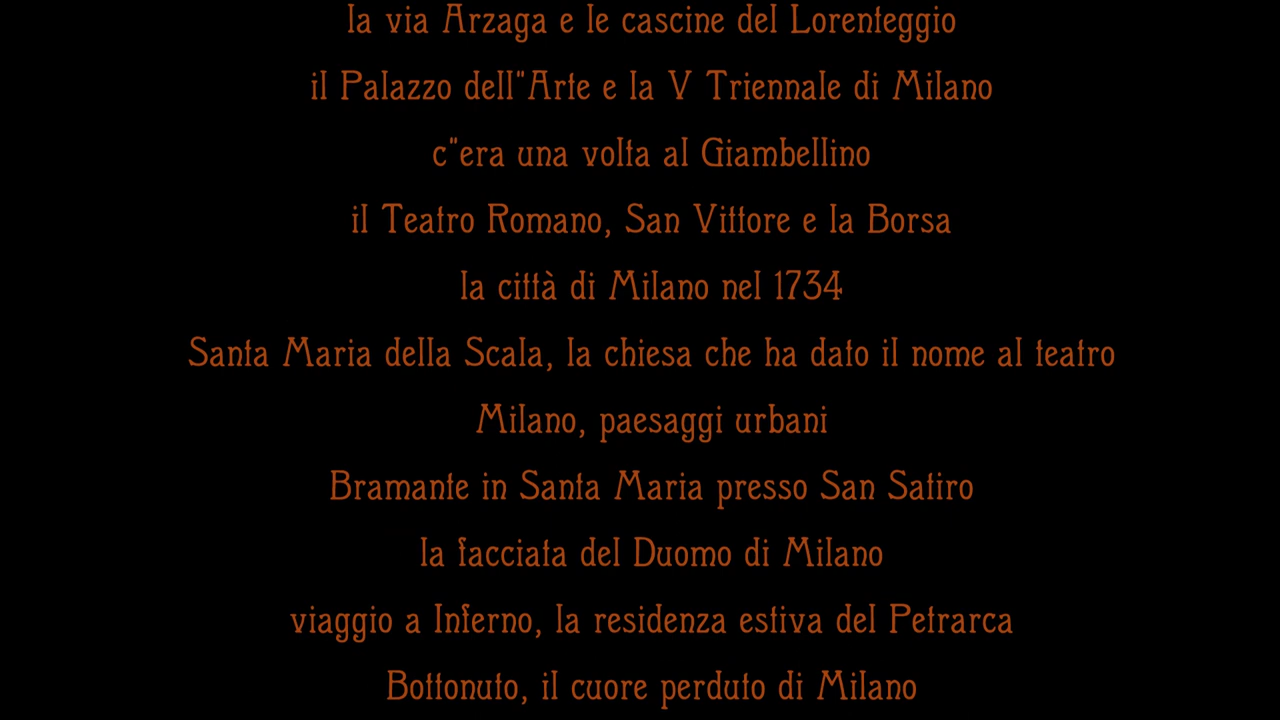 la via Arzaga e le cascine del Lorenteggio
il Palazzo dell"Arte e la V Triennale di Milano
c"era una volta al Giambellino
il Teatro Romano, San Vittore e la Borsa
la città di Milano nel 1734
Santa Maria della Scala, la chiesa che ha dato il nome al teatro
Milano, paesaggi urbani
Bramante in Santa Maria presso San Satiro
la facciata del Duomo di Milano
viaggio a Inferno, la residenza estiva del Petrarca
Bottonuto, il cuore perduto di Milano